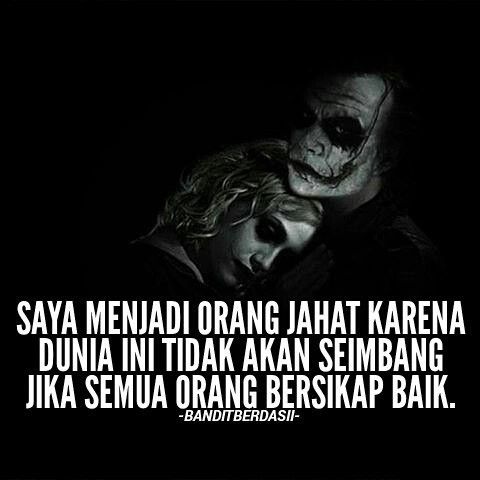 SAYA MENJADI ORANG JAHAT KARENA
DUNIA INI TIDAK AKAN SEIMBANG
JIKA SEMUA ORANG BERSIKAP BAIK.
-BANDITBERDASII-